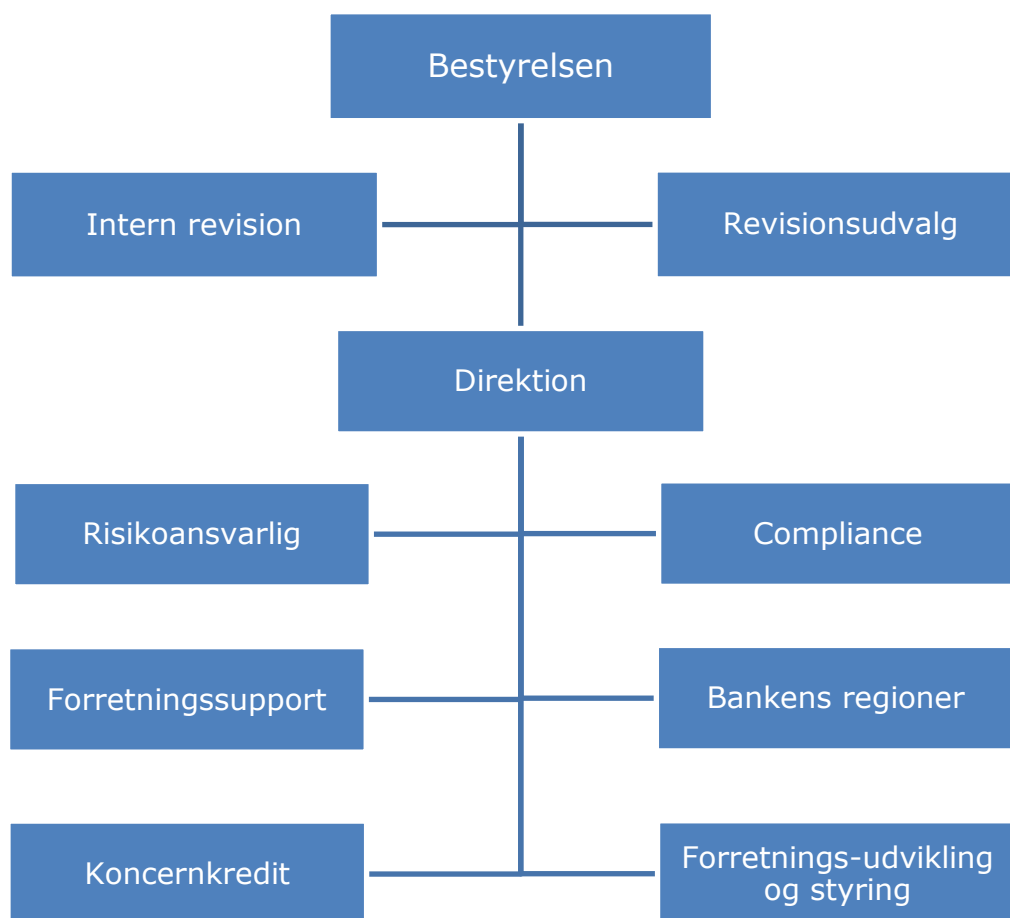 Bestyrelsen
Intern revision
Revisionsudvalg
Direktion
Risikoansvarlig
Compliance
Forretningssupport
Bankens regioner
Koncernkredit
Forretnings-udvikling
og styring